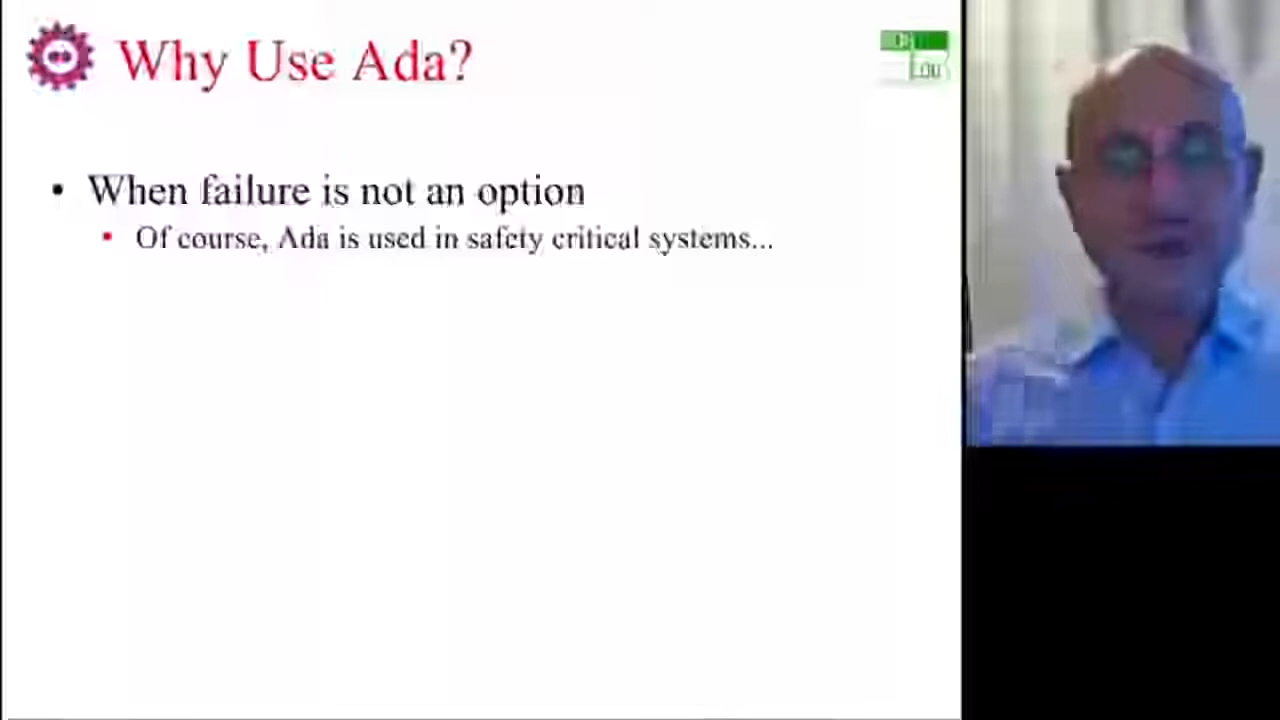 Why Use Ada?
• When failure is not an option
• Of course, Ada is used in safety critical systems...